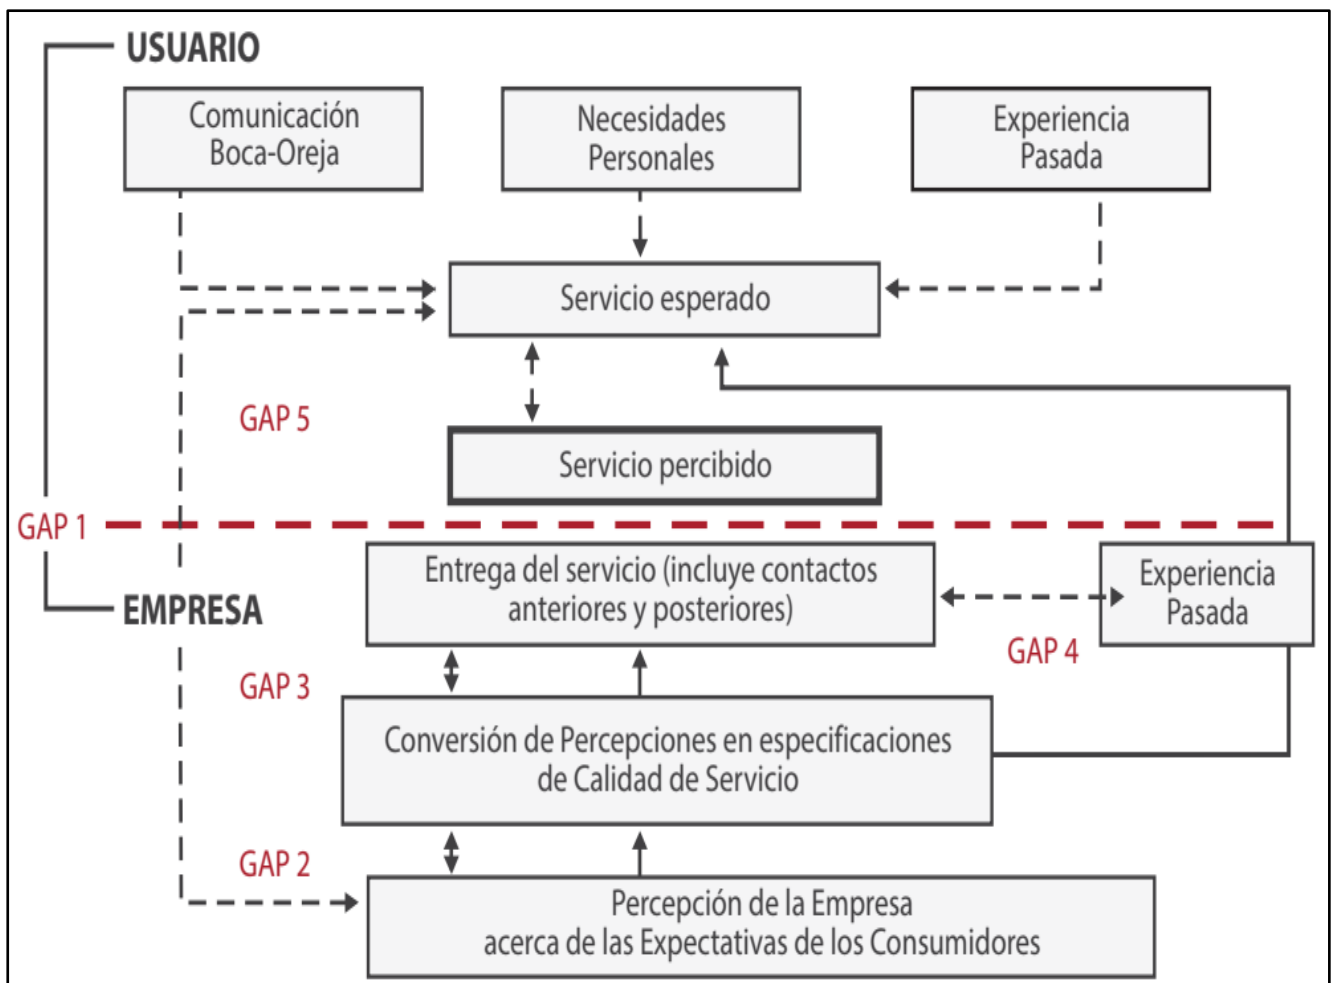 USUARIO
Comunicación
Boca-Oreja
Necesidades
Personales
Experiencia
Pasada
Servicio esperado
GAP 5
Servicio percibido
GAP 1
Entrega del servicio (incluye contactos
anteriores y posteriores)
Experiencia
Pasada
EMPRESA
GAP 4
GAP 3
Conversión de Percepciones en especificaciones
de Calidad de Servicio
GAP 2
Percepción de la Empresa
acerca de las Expectativas de los Consumidores